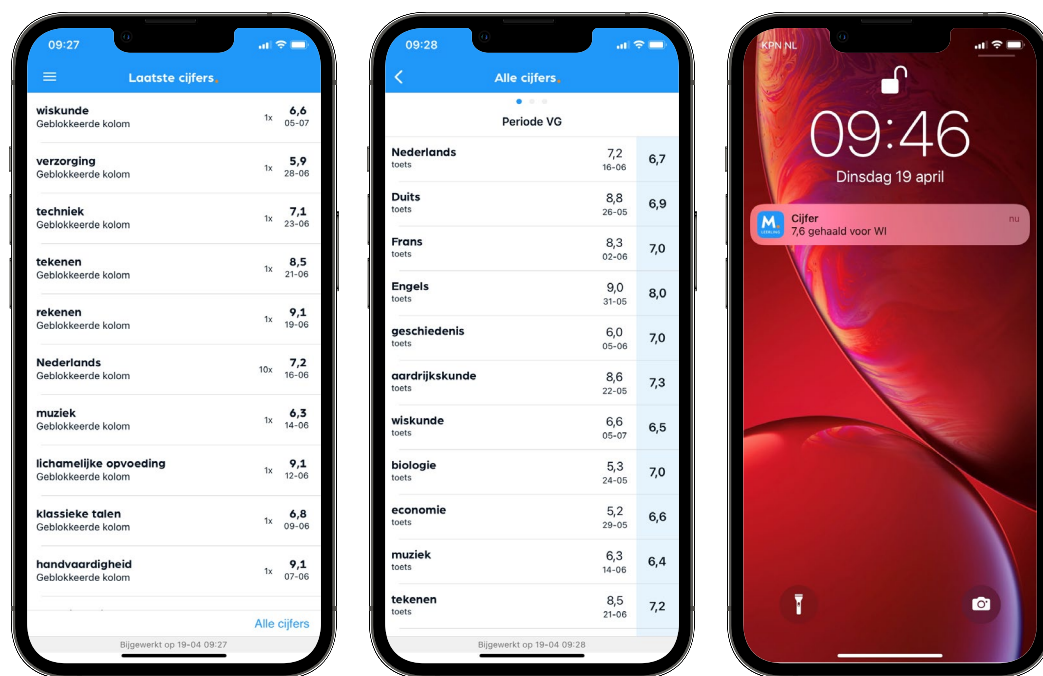 09:27
Laatste cijfers.
wiskunde 6,6
Geblokkeerde kolom 1x 05-07
verzorging 5,9
Geblokkeerde kolom 1x 28-06
techniek 7,1
Geblokkeerde kolom 1x 23-06
tekenen 8,5
Geblokkeerde kolom 1x 21-06
rekenen 9,1
Geblokkeerde kolom 1x 19-06
Nederlands 7,2
Geblokkeerde kolom 10x 16-06
muziek 6,3
Geblokkeerde kolom 1x 14-06
lichamelijke opvoeding 9,1
Geblokkeerde kolom 1x 12-06
klassieke talen 6,8
Geblokkeerde kolom 1x 09-06
handvaardigheid 9,1
Geblokkeerde kolom 1x 07-06
Alle cijfers
Bijgewerkt op 19-04 09:27
09:28
Alle cijfers.
Periode VG
Nederlands 7,2 6,7
toets 16-06
Duits 8,8 6,9
toets 26-05
Frans 8,3 7,0
toets 02-06
Engels 9,0 8,0
toets 31-05
geschiedenis 6,0 7,0
toets 05-06
aardrijkskunde 8,6 7,3
toets 22-05
wiskunde 6,6 6,5
toets 05-07
biologie 5,3 7,0
toets 24-05
economie 5,2 6,6
toets 29-05
muziek 6,3 6,4
toets 14-06
tekenen 8,5 7,2
toets 21-06
Bijgewerkt op 19-04 09:28
KPN NL
09:46
Dinsdag 19 april
M.
LEERLING
Cijfer nu
7,6 gehaald voor WI